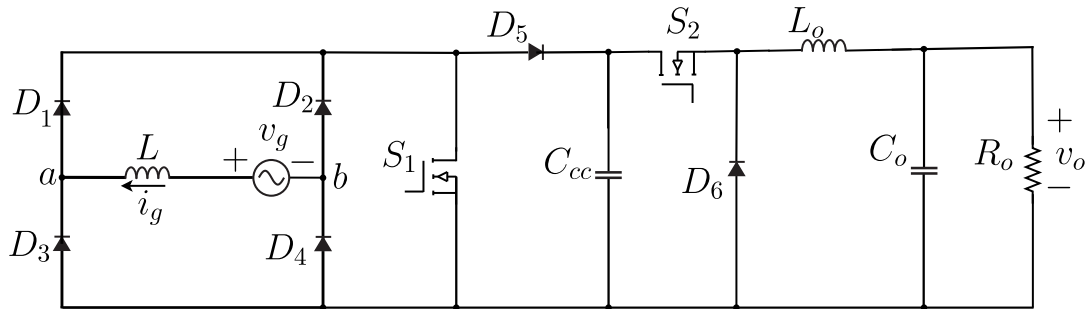 D5
S2
Lo
D1
D2
vg
L
+
−
S1
Ccc
D6
Co
Ro
+
vo
−
a
b
ig
D3
D4